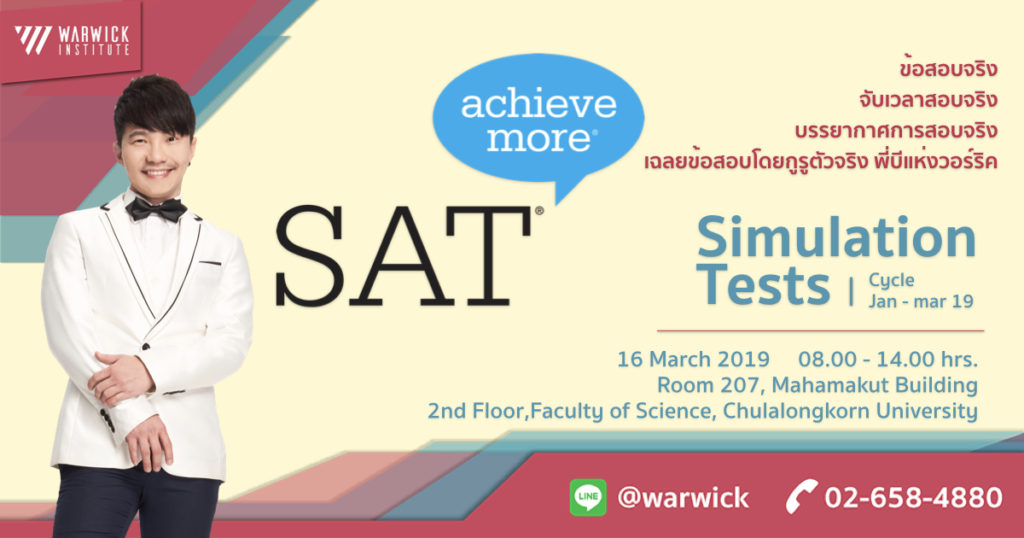 WARWICK
INSTITUTE
achieve
more®
SAT®
ข้อสอบจริง
จับเวลาสอบจริง
บรรยากาศการสอบจริง
เฉลยข้อสอบโดยกูรูตัวจริง พี่บีแห่งวอร์ริค
Simulation
Tests | Cycle
Jan - mar 19
16 March 2019 08.00 - 14.00 hrs.
Room 207, Mahamakut Building
2nd Floor,Faculty of Science, Chulalongkorn University
LINE @warwick 02-658-4880